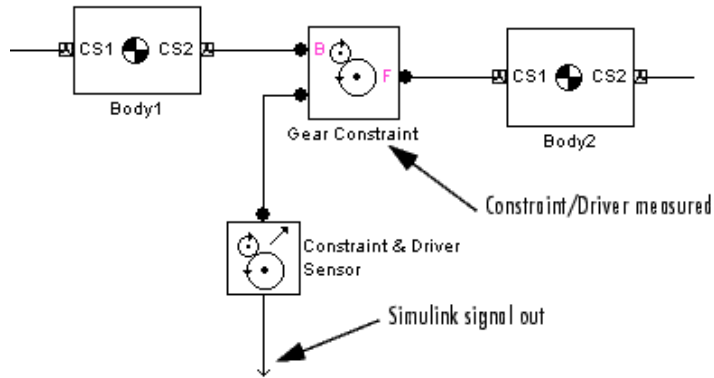 CS1 CS2
Body1
B
F
Gear Constraint
CS1 CS2
Body2
Constraint/Driver measured
Constraint & Driver
Sensor
Simulink signal out